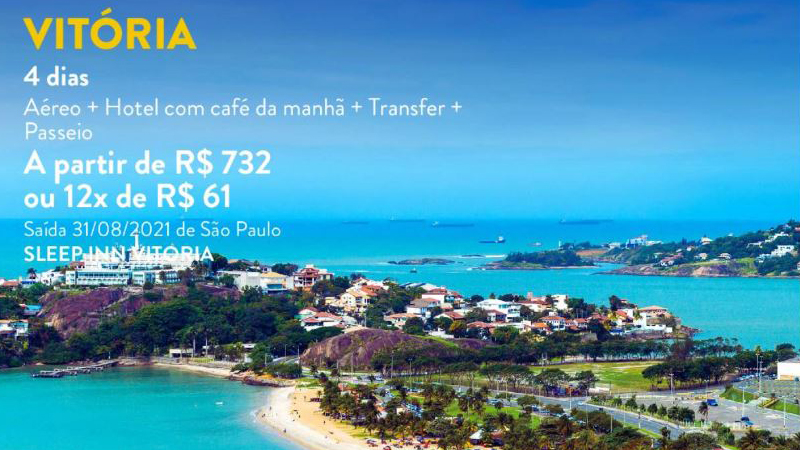 VITÓRIA
4 dias
Aéreo + Hotel com café da manhã + Transfer +
Passeio
A partir de R$ 732
ou 12x de R$ 61
Saída 31/08/2021 de São Paulo
SLEEP INN VITÓRIA